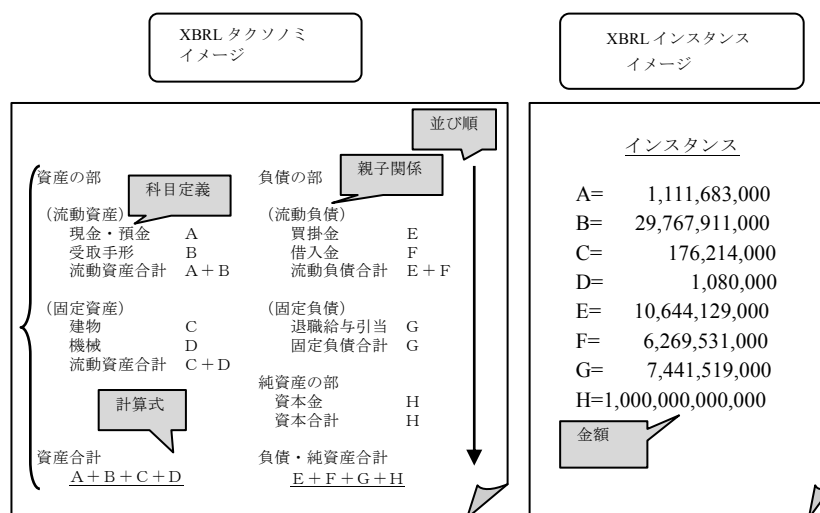 XBRL タクソノミ
イメージ
XBRL インスタンス
イメージ
並び順
資産の部
科目定義
(流動資産)
現金・預金 A
受取手形 B
流動資産合計 A+B
(固定資産)
建物 C
機械 D
流動資産合計 C+D
計算式
資産合計
A+B+C+D
負債の部
親子関係
(流動負債)
買掛金 E
借入金 F
流動負債合計 E+F
(固定負債)
退職給与引当 G
固定負債合計 G
純資産の部
資本金 H
資本合計 H
負債・純資産合計
E+F+G+H
インスタンス
A= 1,111,683,000
B= 29,767,911,000
C= 176,214,000
D= 1,080,000
E= 10,644,129,000
F= 6,269,531,000
G= 7,441,519,000
H=1,000,000,000,000
金額